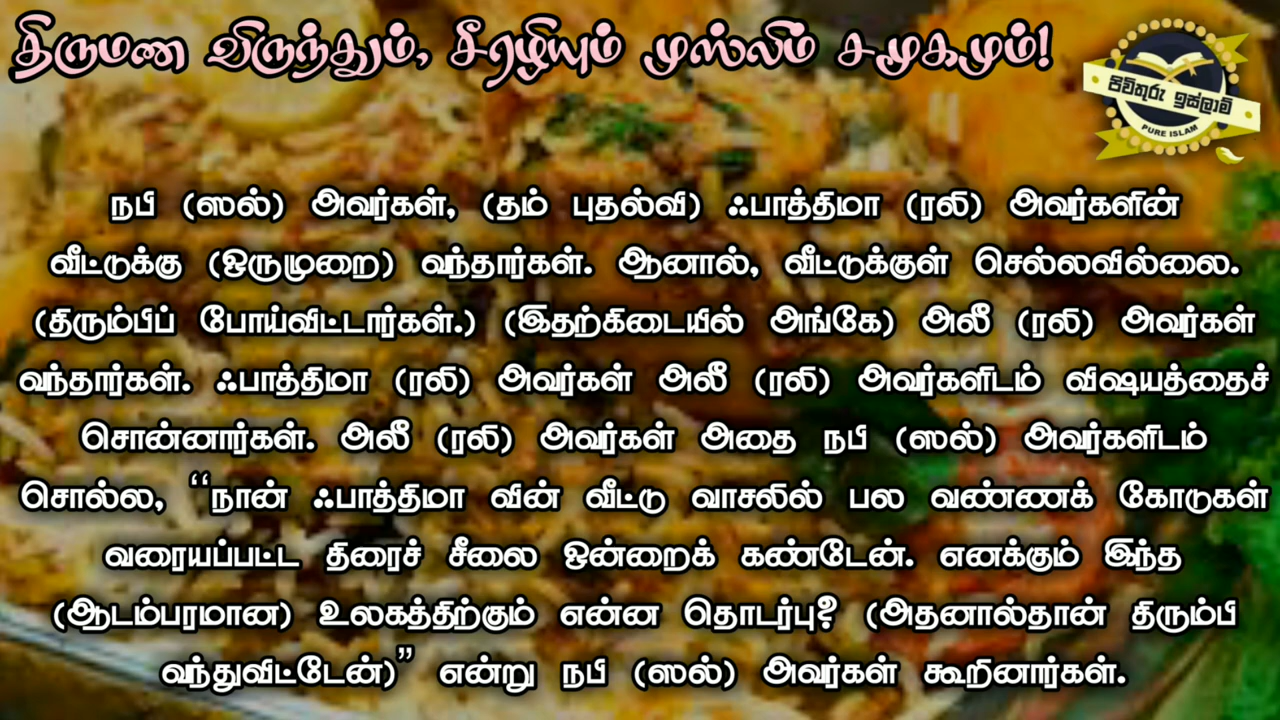 திருமண விருந்தும், சீரழியும் முஸ்லிம் சமுகமும்!
පිවිතුරු ඉස්ලාම්
PURE ISLAM
நபி (ஸல்) அவர்கள், (தம் புதல்வி) ஃபாத்திமா (ரலி) அவர்களின்
வீட்டுக்கு (ஒருமுறை) வந்தார்கள். ஆனால், வீட்டுக்குள் செல்லவில்லை.
(திரும்பிப் போய்விட்டார்கள்.) (இதற்கிடையில் அங்கே) அலீ (ரலி) அவர்கள்
வந்தார்கள். ஃபாத்திமா (ரலி) அவர்கள் அலீ (ரலி) அவர்களிடம் விஷயத்தைச்
சொன்னார்கள். அலீ (ரலி) அவர்கள் அதை நபி (ஸல்) அவர்களிடம்
சொல்ல, “நான் ஃபாத்திமா வின் வீட்டு வாசலில் பல வண்ணக் கோடுகள்
வரையப்பட்ட திரைச் சீலை ஒன்றைக் கண்டேன். எனக்கும் இந்த
(ஆடம்பரமான) உலகத்திற்கும் என்ன தொடர்பு? (அதனால்தான் திரும்பி
வந்துவிட்டேன்)” என்று நபி (ஸல்) அவர்கள் கூறினார்கள்.